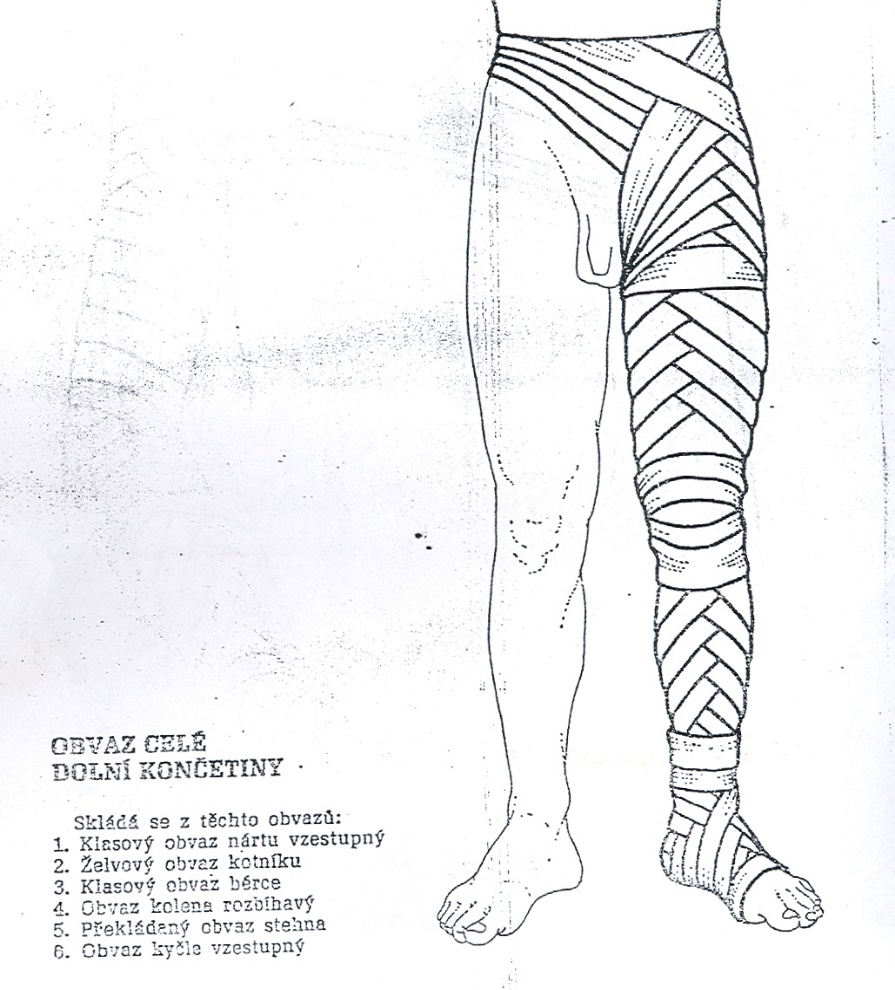 OBVAZ CELÉ
DOLNÍ KONČETINY
Skládá se z těchto obvazů:
1. Klasový obvaz nártu vzestupný
2. Želvový obvaz kotníku
3. Klasový obvaz bérce
4. Obvaz kolena rozbíhavý
5. Překládaný obvaz stehna
6. Obvaz kyčle vzestupný